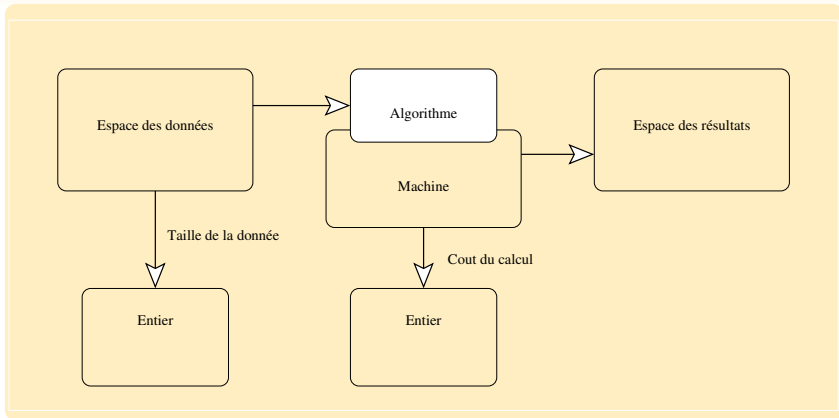 Espace des données
Algorithme
Espace des résultats
Machine
Taille de la donnée
Cout du calcul
Entier
Entier